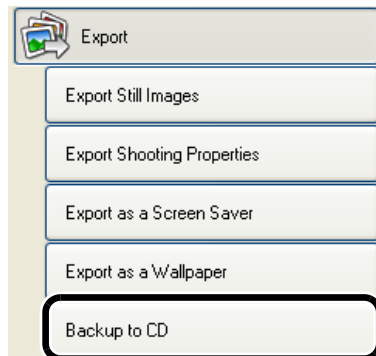 Export
Export Still Images
Export Shooting Properties
Export as a Screen Saver
Export as a Wallpaper
Backup to CD